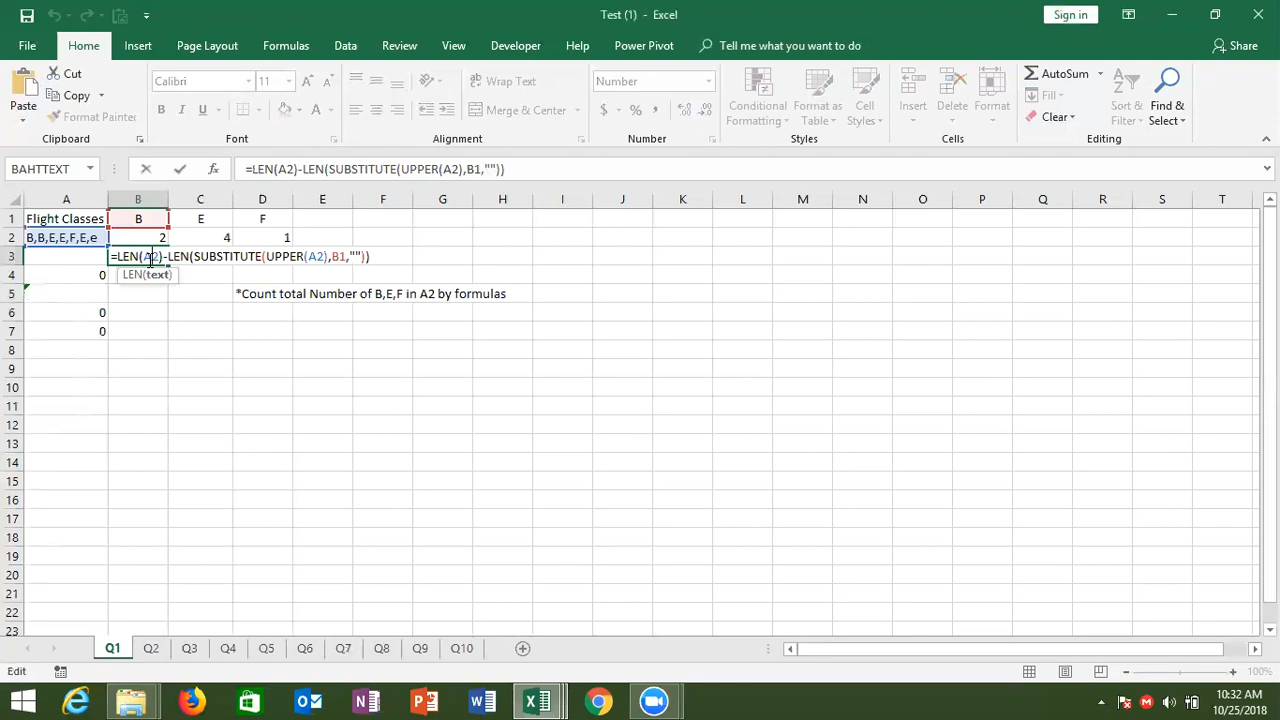 Test (1) - Excel
Sign in
File Home Insert Page Layout Formulas Data Review View Developer Help Power Pivot Tell me what you want to do Share
Paste Cut Copy Format Painter
Calibri 11
B I U
Wrap Text
Merge & Center
Number
$ %
Conditional Formatting
Format as Table
Cell Styles
Insert
Delete
Format
AutoSum
Fill
Clear
Sort & Filter
Find & Select
Clipboard Font Alignment Number Styles Cells Editing
BAHTTEXT fx =LEN(A2)-LEN(SUBSTITUTE(UPPER(A2),B1,""))
A B C D E F G H I J K L M N O P Q R S T
1 Flight Classes B E F
2 B,B,E,E,F,E,e 2 4 1
3 =LEN(A2)-LEN(SUBSTITUTE(UPPER(A2),B1,""))
4 0 LEN(text)
5 *Count total Number of B,E,F in A2 by formulas
6 0
7 0
8
9
10
11
12
13
14
15
16
17
18
19
20
21
22
23
Q1 Q2 Q3 Q4 Q5 Q6 Q7 Q8 Q9 Q10
Edit 100%
10:32 AM
10/25/2018